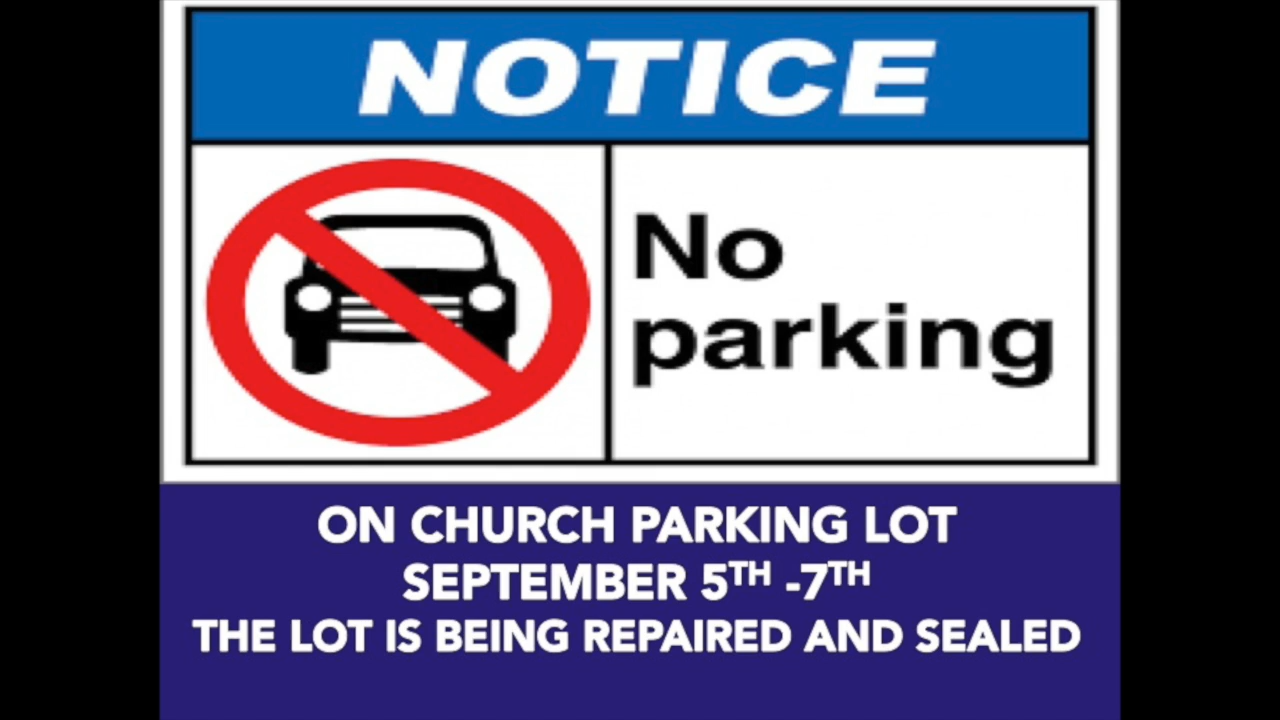 NOTICE
No
parking
ON CHURCH PARKING LOT
SEPTEMBER 5TH -7TH
THE LOT IS BEING REPAIRED AND SEALED